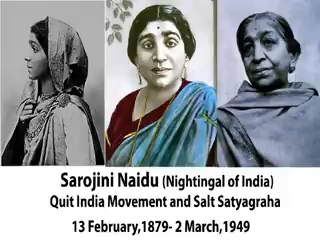 Sarojini Naidu (Nightingal of India)
Quit India Movement and Salt Satyagraha
13 February,1879- 2 March,1949